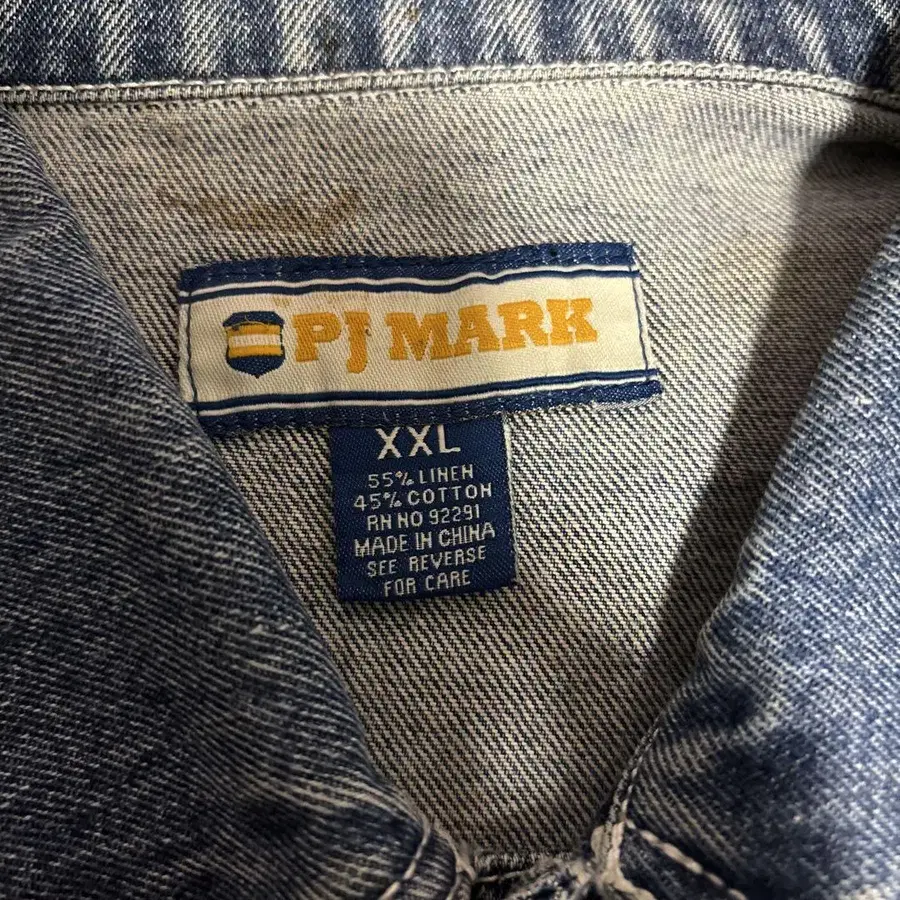 PJ MARK
XXL
55% LINEN
45% COTTON
RN NO 92291
MADE IN CHINA
SEE REVERSE
FOR CARE